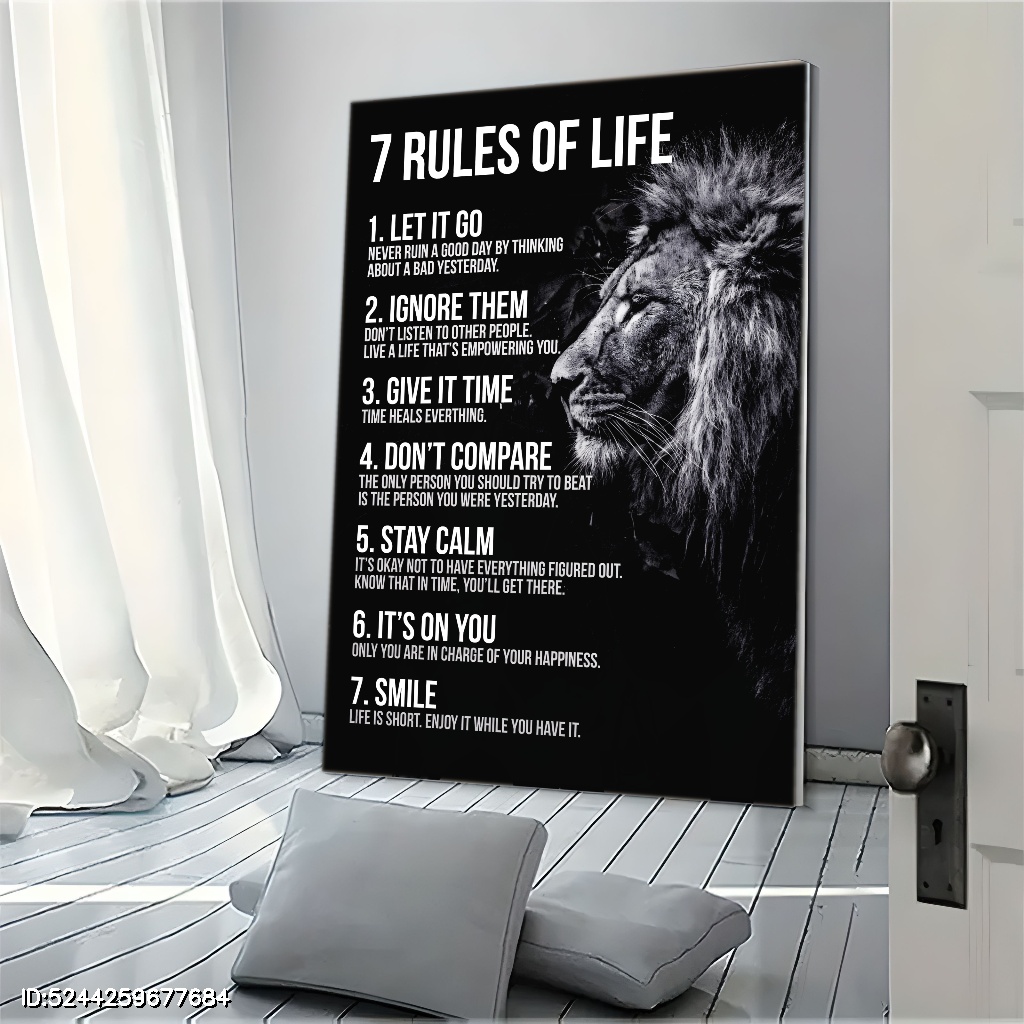 7 RULES OF LIFE
1. LET IT GO
NEVER RUIN A GOOD DAY BY THINKING
ABOUT A BAD YESTERDAY.
2. IGNORE THEM
DON'T LISTEN TO OTHER PEOPLE.
LIVE A LIFE THAT'S EMPOWERING YOU.
3. GIVE IT TIME
TIME HEALS EVERTHING.
4. DON'T COMPARE
THE ONLY PERSON YOU SHOULD TRY TO BEAT
IS THE PERSON YOU WERE YESTERDAY.
5. STAY CALM
IT'S OKAY NOT TO HAVE EVERYTHING FIGURED OUT.
KNOW THAT IN TIME, YOU'LL GET THERE.
6. IT'S ON YOU
ONLY YOU ARE IN CHARGE OF YOUR HAPPINESS.
7. SMILE
LIFE IS SHORT. ENJOY IT WHILE YOU HAVE IT.
ID:5244259677684